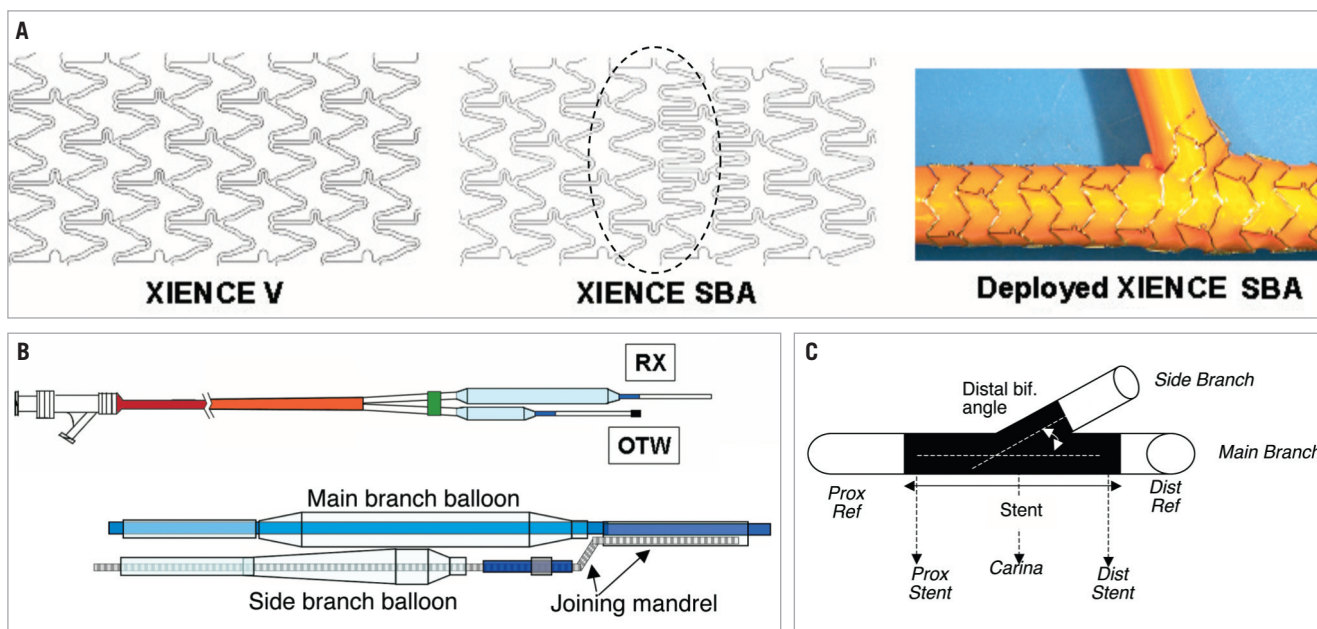 A
XIENCE V
XIENCE SBA
Deployed XIENCE SBA
B
RX
OTW
Main branch balloon
Side branch balloon
Joining mandrel
C
Distal bif.
angle
Side Branch
Main Branch
Prox
Ref
Stent
Dist
Ref
Prox
Stent
Carina
Dist
Stent